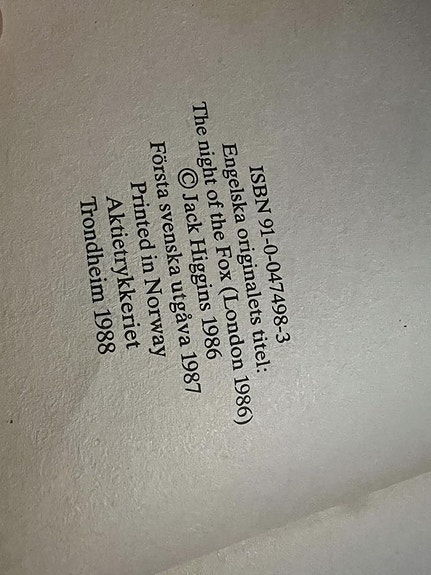 ISBN 91-0-047498-3
Engelska originalets titel:
The night of the Fox (London 1986)
© Jack Higgins 1986
Första svenska utgåva 1987
Printed in Norway
Aktietrykkeriet
Trondheim 1988